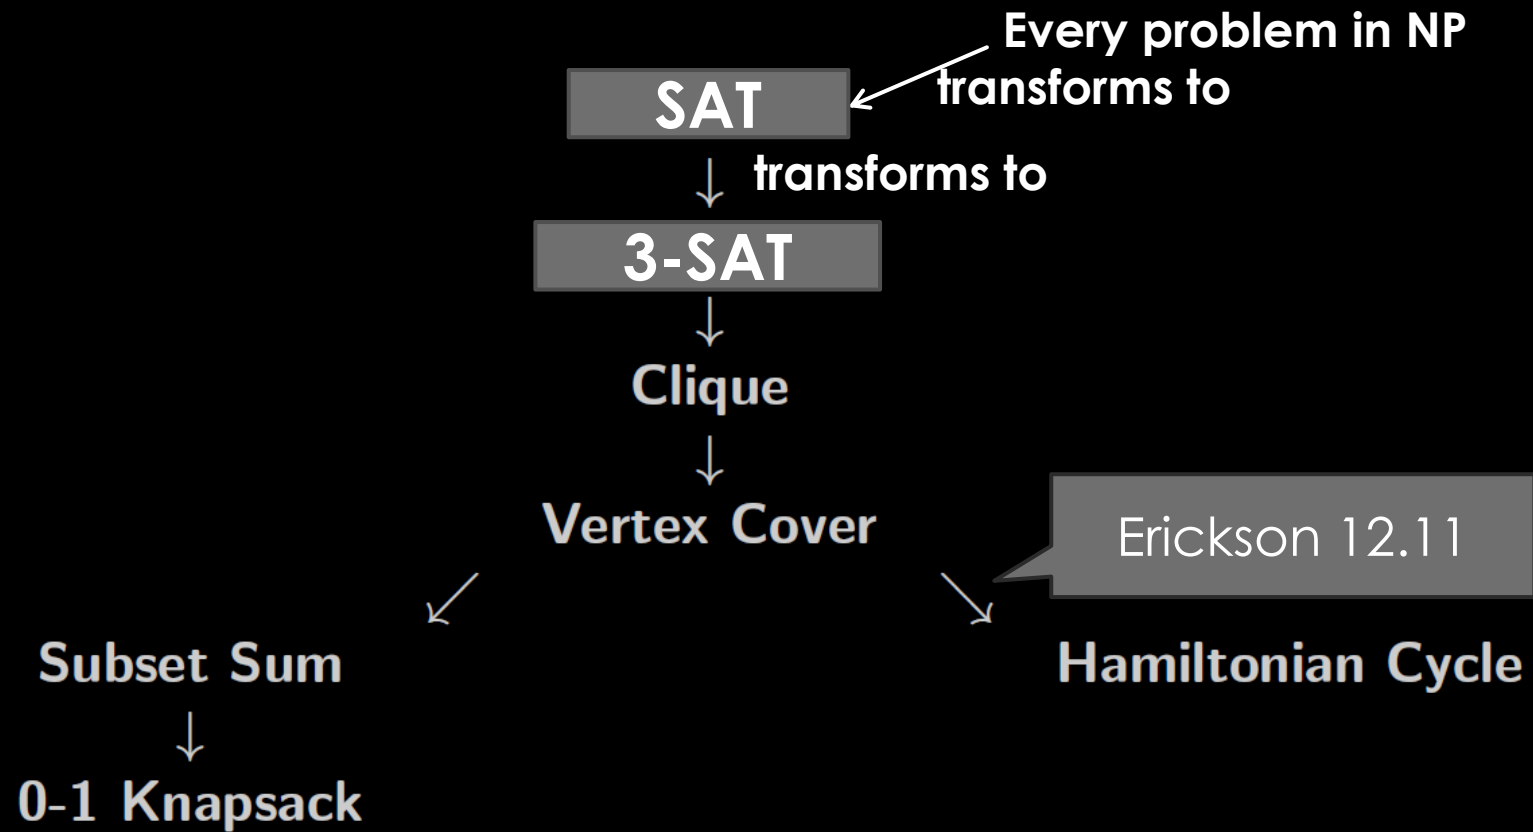 Every problem in NP
transforms to
SAT
transforms to
3-SAT
Clique
Vertex Cover
Erickson 12.11
Subset Sum
Hamiltonian Cycle
0-1 Knapsack